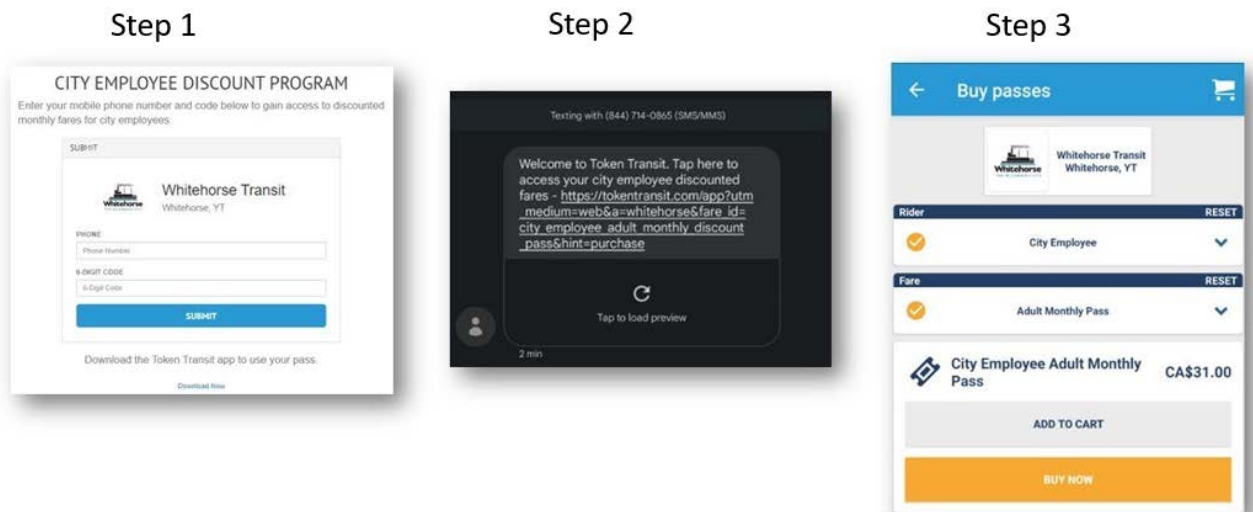 Step 1
CITY EMPLOYEE DISCOUNT PROGRAM
Enter your mobile phone number and code below to gain access to discounted
monthly fares for city employees.
SUBMIT
Whitehorse
Whitehorse Transit
Whitehorse, YT
PHONE
Phone Number
6-DIGIT CODE
6-Digit Code
SUBMIT
Download the Token Transit app to use your pass.
Download Now
Step 2
Texting with (844) 714-0865 (SMS/MMS)
Welcome to Token Transit. Tap here to
access your city employee discounted
fares - https://tokentransit.com/app?utm
_medium=web&a=whitehorse&fare_id=
city_employee_adult_monthly_discount
_pass&hint=purchase
Tap to load preview
2 min
Step 3
Buy passes
Whitehorse
Whitehorse Transit
Whitehorse, YT
Rider RESET
City Employee
Fare RESET
Adult Monthly Pass
City Employee Adult Monthly CA$31.00
Pass
ADD TO CART
BUY NOW